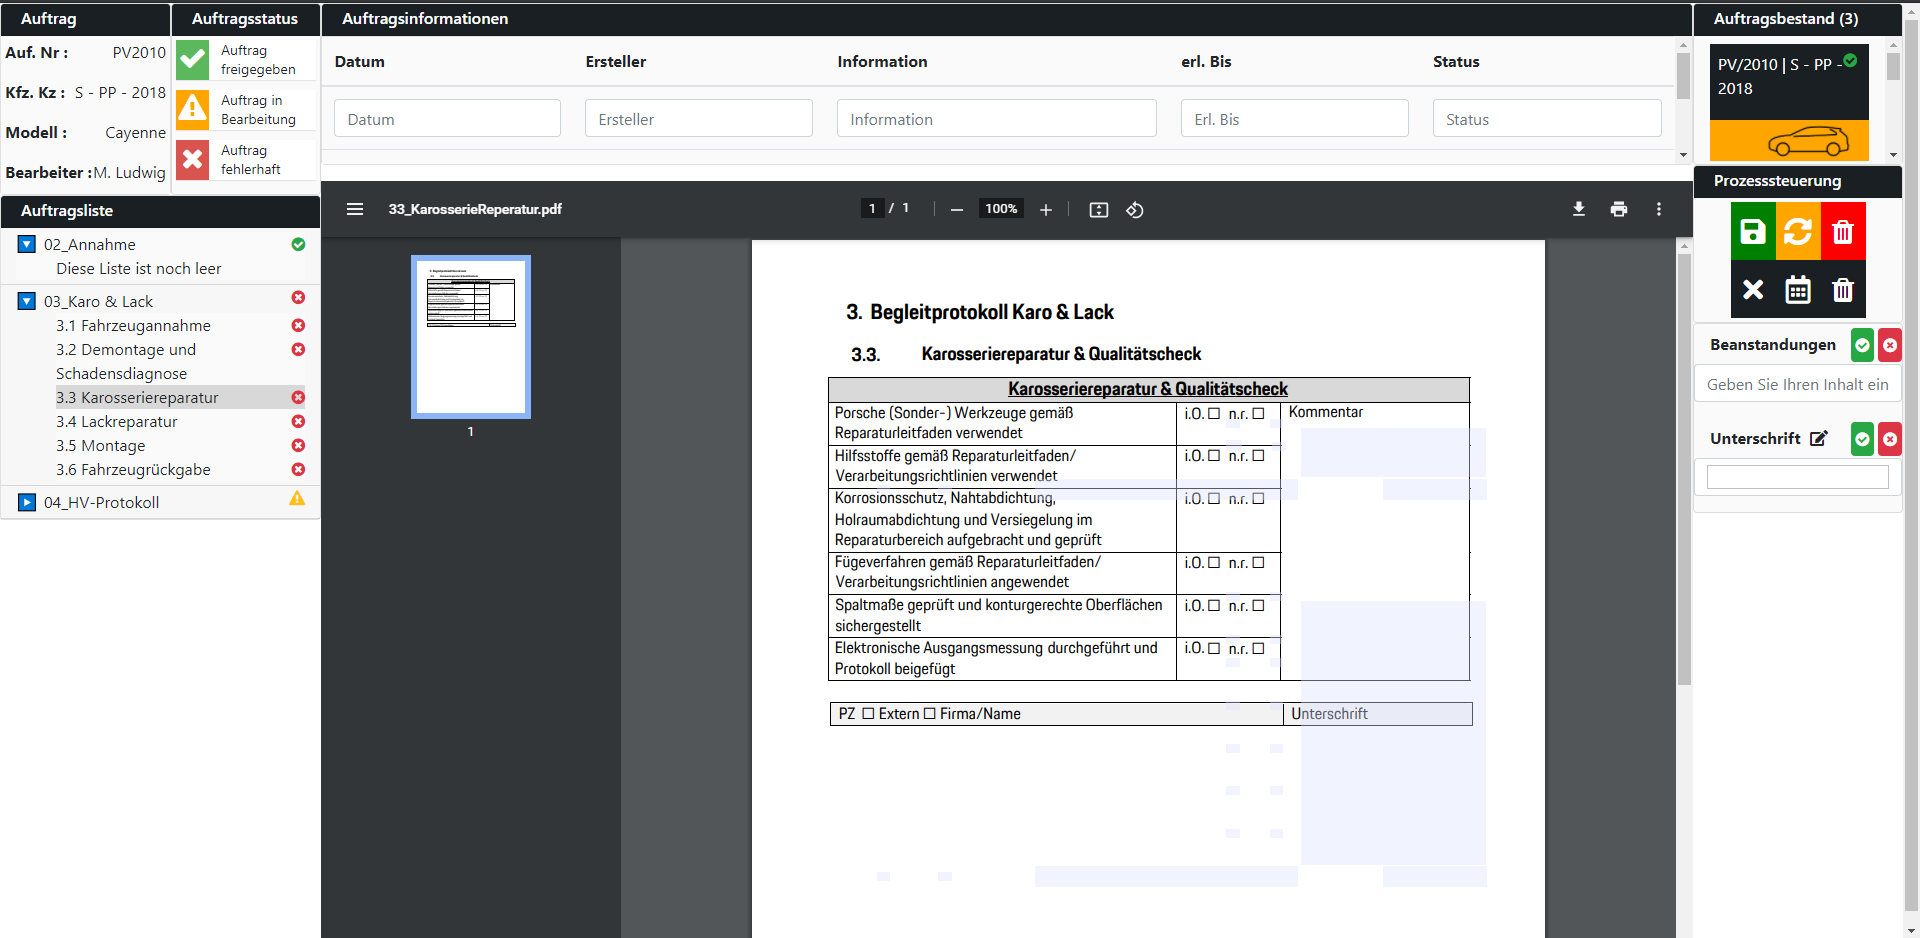 Auftrag
Auf. Nr : PV2010
Kfz. Kz : S - PP - 2018
Modell : Cayenne
Bearbeiter : M. Ludwig
Auftragsstatus
Auftrag
freigegeben
Auftrag in
Bearbeitung
Auftrag
fehlerhaft
Auftragsinformationen
Datum Ersteller Information erl. Bis Status
Datum Ersteller Information Erl. Bis Status
Auftragsbestand (3)
PV/2010 | S - PP -
2018
Auftragsliste
02_Annahme
Diese Liste ist noch leer
03_Karo & Lack
3.1 Fahrzeugannahme
3.2 Demontage und
Schadensdiagnose
3.3 Karosseriereparatur
3.4 Lackreparatur
3.5 Montage
3.6 Fahrzeugrückgabe
04_HV-Protokoll
33_KarosserieReperatur.pdf
1 / 1
100%
1
3. Begleitprotokoll Karo & Lack
3.3. Karosseriereparatur & Qualitätscheck
Karosseriereparatur & Qualitätscheck
Porsche (Sonder-) Werkzeuge gemäß i.O. ☐ n.r. ☐ Kommentar
Reparaturleitfaden verwendet
Hilfsstoffe gemäß Reparaturleitfaden/ i.O. ☐ n.r. ☐
Verarbeitungsrichtlinien verwendet
Korrosionsschutz, Nahtabdichtung, i.O. ☐ n.r. ☐
Holraumabdichtung und Versiegelung im
Reparaturbereich aufgebracht und geprüft
Fügeverfahren gemäß Reparaturleitfaden/ i.O. ☐ n.r. ☐
Verarbeitungsrichtlinien angewendet
Spaltmaße geprüft und konturgerechte Oberflächen i.O. ☐ n.r. ☐
sichergestellt
Elektronische Ausgangsmessung durchgeführt und i.O. ☐ n.r. ☐
Protokoll beigefügt
PZ ☐ Extern ☐ Firma/Name Unterschrift
Prozesssteuerung
Beanstandungen
Geben Sie Ihren Inhalt ein
Unterschrift